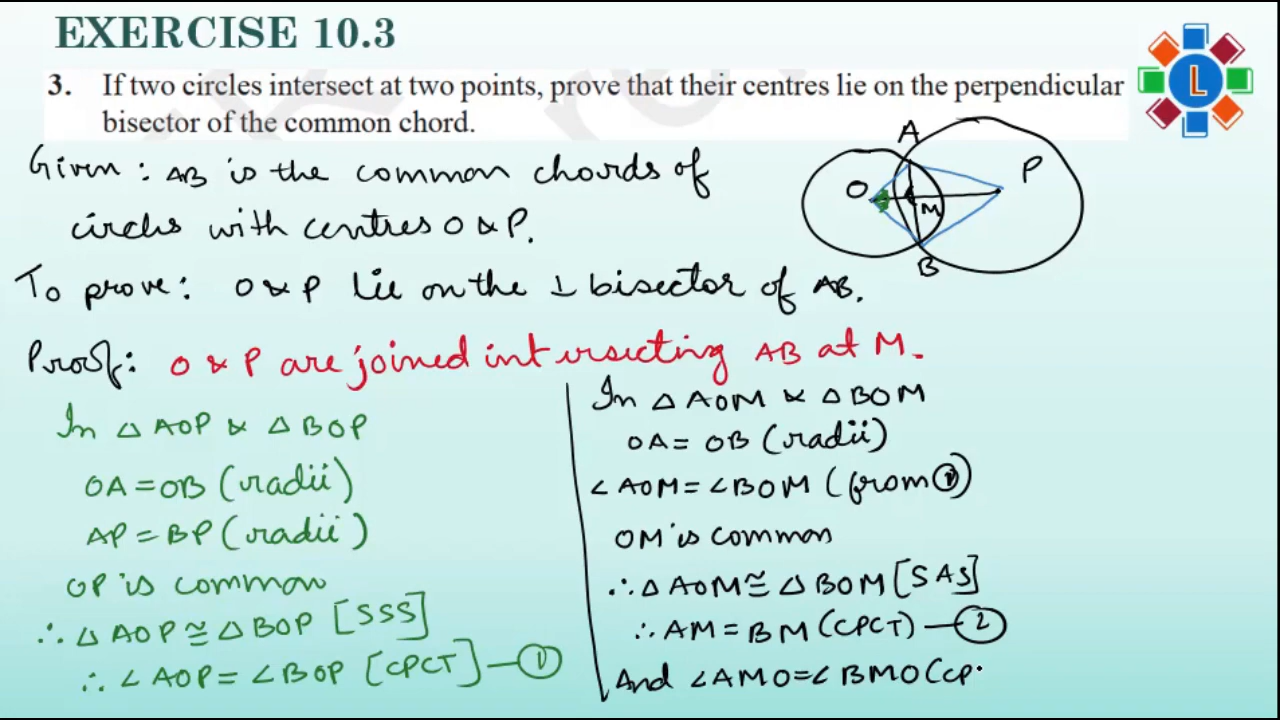 EXERCISE 10.3
3. If two circles intersect at two points, prove that their centres lie on the perpendicular
bisector of the common chord.
L
A
O
P
M
B
Given : AB is the common chords of
circles with centres O & P.
To prove: O & P lie on the ⊥ bisector of AB.
Proof: O & P are joined intersecting AB at M.
In △ AOP & △ BOP
OA = OB (radii)
AP = BP (radii)
OP is common
∴ △ AOP ≅ △ BOP [SSS]
∴ ∠ AOP = ∠ BOP [CPCT] — ①
In △ AOM & △ BOM
OA = OB (radii)
∠ AOM = ∠ BOM (from ①)
OM is common
∴ △ AOM ≅ △ BOM [SAS]
∴ AM = BM (CPCT) — ②
And ∠ AMO = ∠ BMO (CP